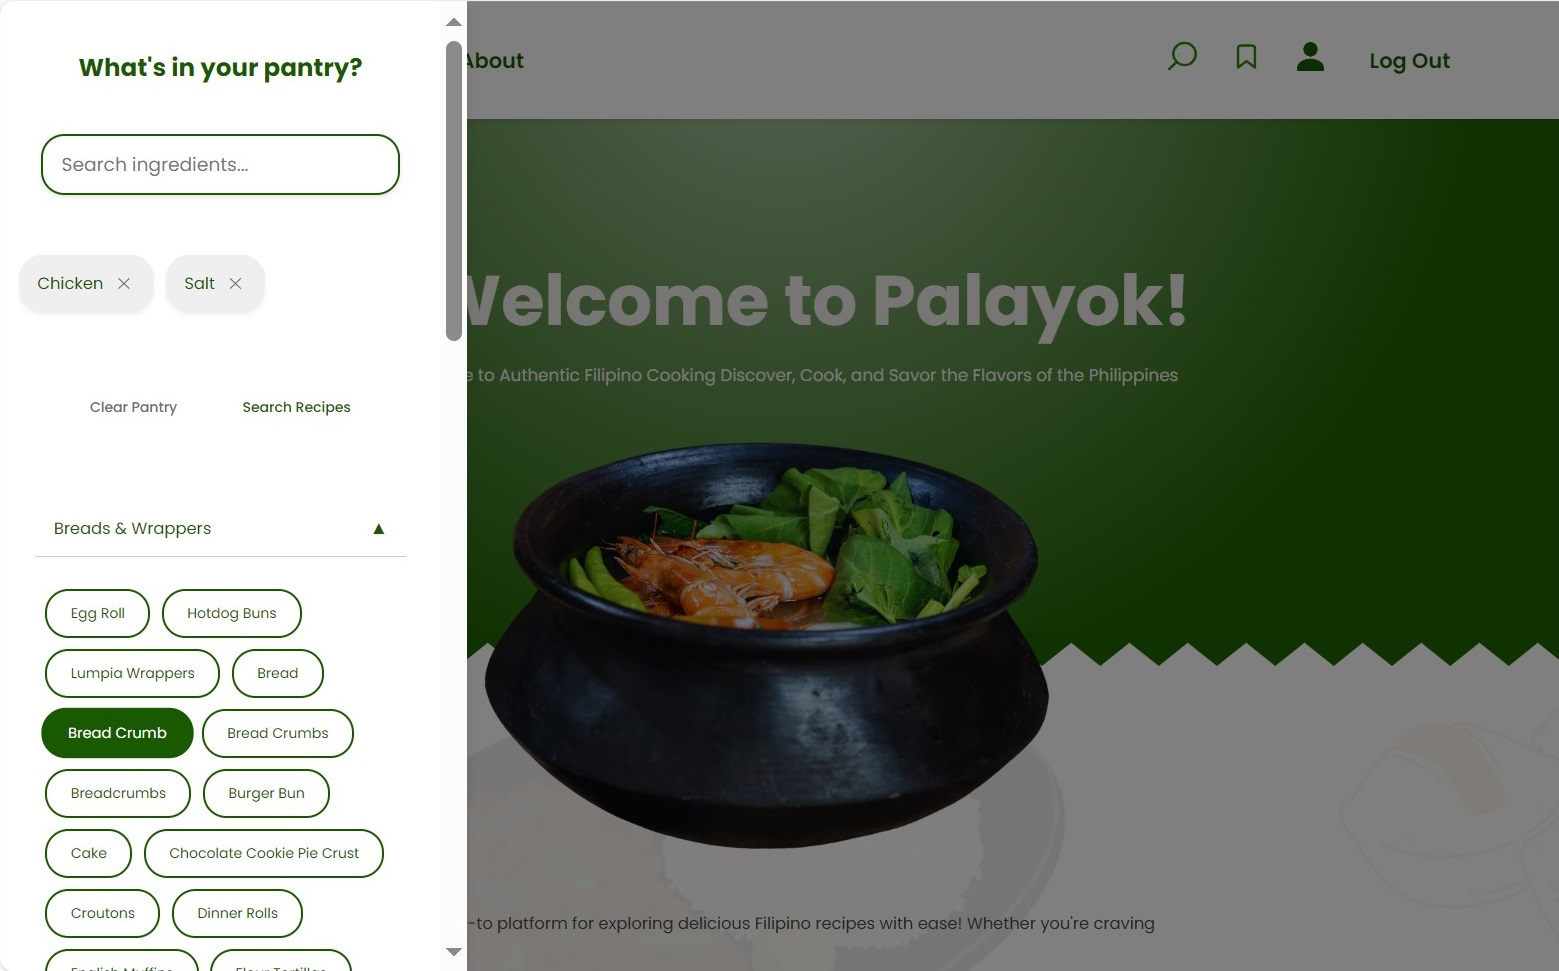 What's in your pantry?
Search ingredients...
Chicken
Salt
Clear Pantry
Search Recipes
Breads & Wrappers
Egg Roll
Hotdog Buns
Lumpia Wrappers
Bread
Bread Crumb
Bread Crumbs
Breadcrumbs
Burger Bun
Cake
Chocolate Cookie Pie Crust
Croutons
Dinner Rolls
About
Log Out
Welcome to Palayok!
to Authentic Filipino Cooking Discover, Cook, and Savor the Flavors of the Philippines
-to platform for exploring delicious Filipino recipes with ease! Whether you're craving